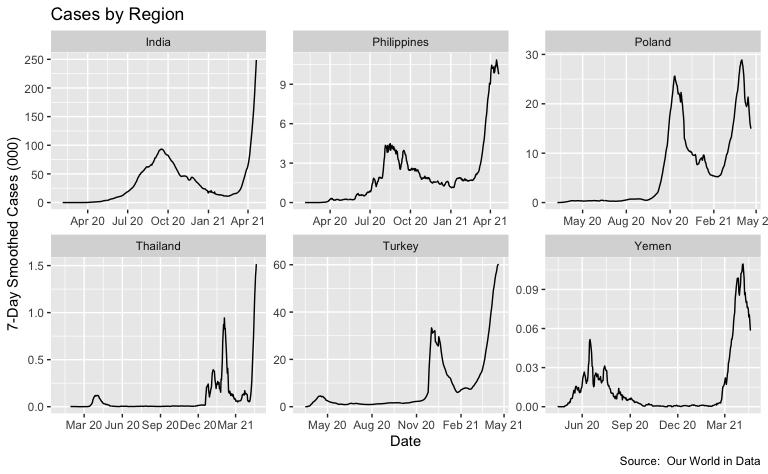 Cases by Region
India
Philippines
Poland
250
200
150
100
50
0
9
6
3
0
30
20
10
0
Apr 20 Jul 20 Oct 20 Jan 21 Apr 21
Apr 20 Jul 20 Oct 20 Jan 21 Apr 21
May 20 Aug 20 Nov 20 Feb 21 May 2
7-Day Smoothed Cases (000)
Thailand
Turkey
Yemen
1.5
1.0
0.5
0.0
60
40
20
0
0.09
0.06
0.03
0.00
Mar 20 Jun 20 Sep 20 Dec 20 Mar 21
May 20 Aug 20 Nov 20 Feb 21 May 21
Jun 20 Sep 20 Dec 20 Mar 21
Date
Source: Our World in Data